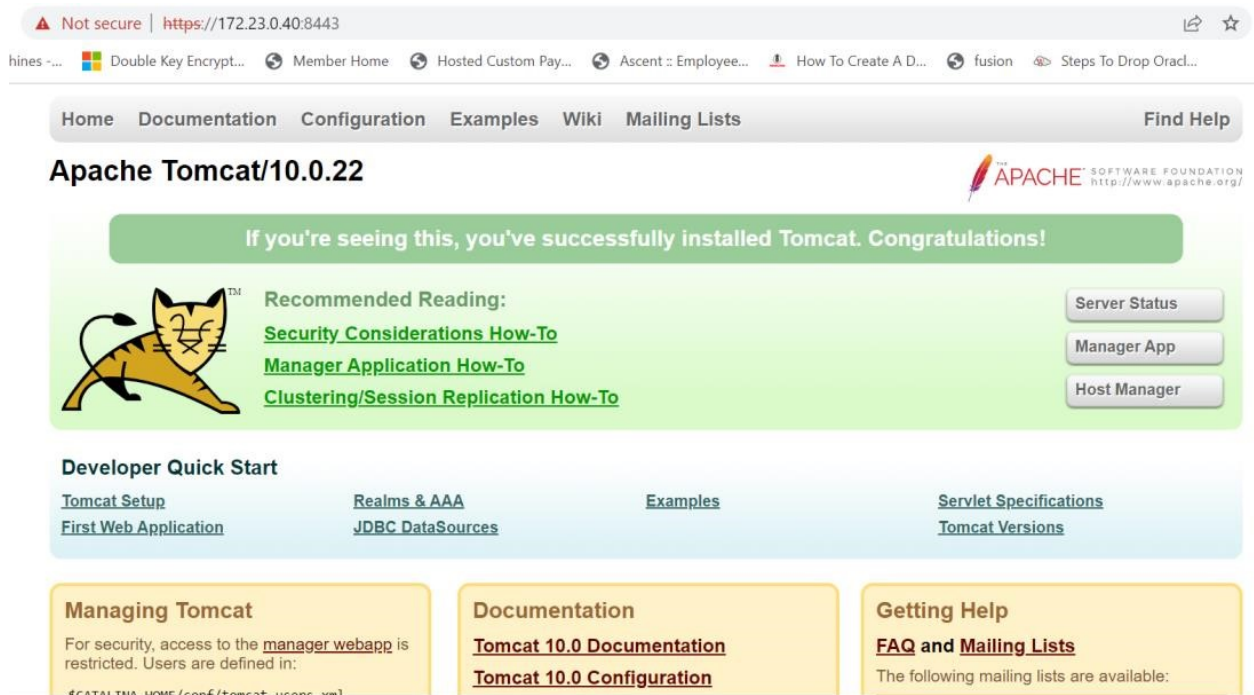 Not secure | https://172.23.0.40:8443
hines -... Double Key Encrypt... Member Home Hosted Custom Pay... Ascent :: Employee... How To Create A D... fusion Steps To Drop Oracl...
Home Documentation Configuration Examples Wiki Mailing Lists Find Help
Apache Tomcat/10.0.22
THE APACHE SOFTWARE FOUNDATION
http://www.apache.org/
If you're seeing this, you've successfully installed Tomcat. Congratulations!
TM
Recommended Reading:
Security Considerations How-To
Manager Application How-To
Clustering/Session Replication How-To
Server Status
Manager App
Host Manager
Developer Quick Start
Tomcat Setup
First Web Application
Realms & AAA
JDBC DataSources
Examples
Servlet Specifications
Tomcat Versions
Managing Tomcat
For security, access to the manager webapp is
restricted. Users are defined in:
$CATALINA_HOME/conf/tomcat-users.xml
Documentation
Tomcat 10.0 Documentation
Tomcat 10.0 Configuration
Getting Help
FAQ and Mailing Lists
The following mailing lists are available: